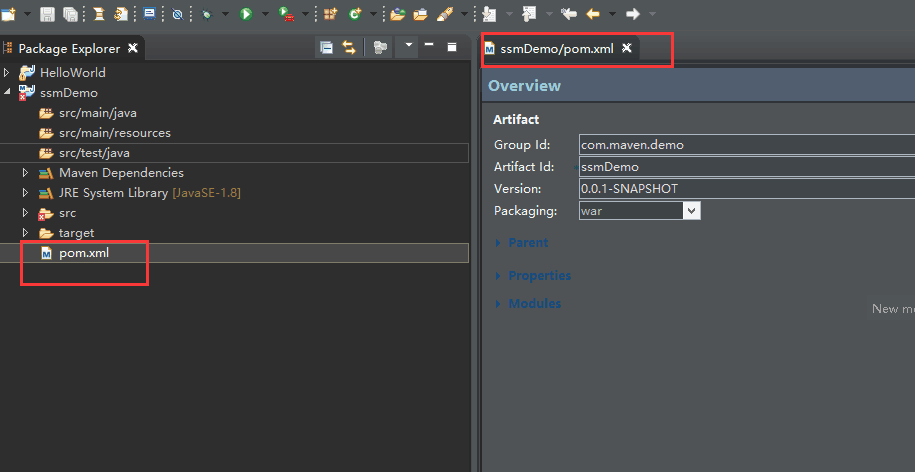 Package Explorer
HelloWorld
ssmDemo
src/main/java
src/main/resources
src/test/java
Maven Dependencies
JRE System Library [JavaSE-1.8]
src
target
pom.xml
ssmDemo/pom.xml
Overview
Artifact
Group Id: com.maven.demo
Artifact Id: ssmDemo
Version: 0.0.1-SNAPSHOT
Packaging: war
Parent
Properties
Modules
New